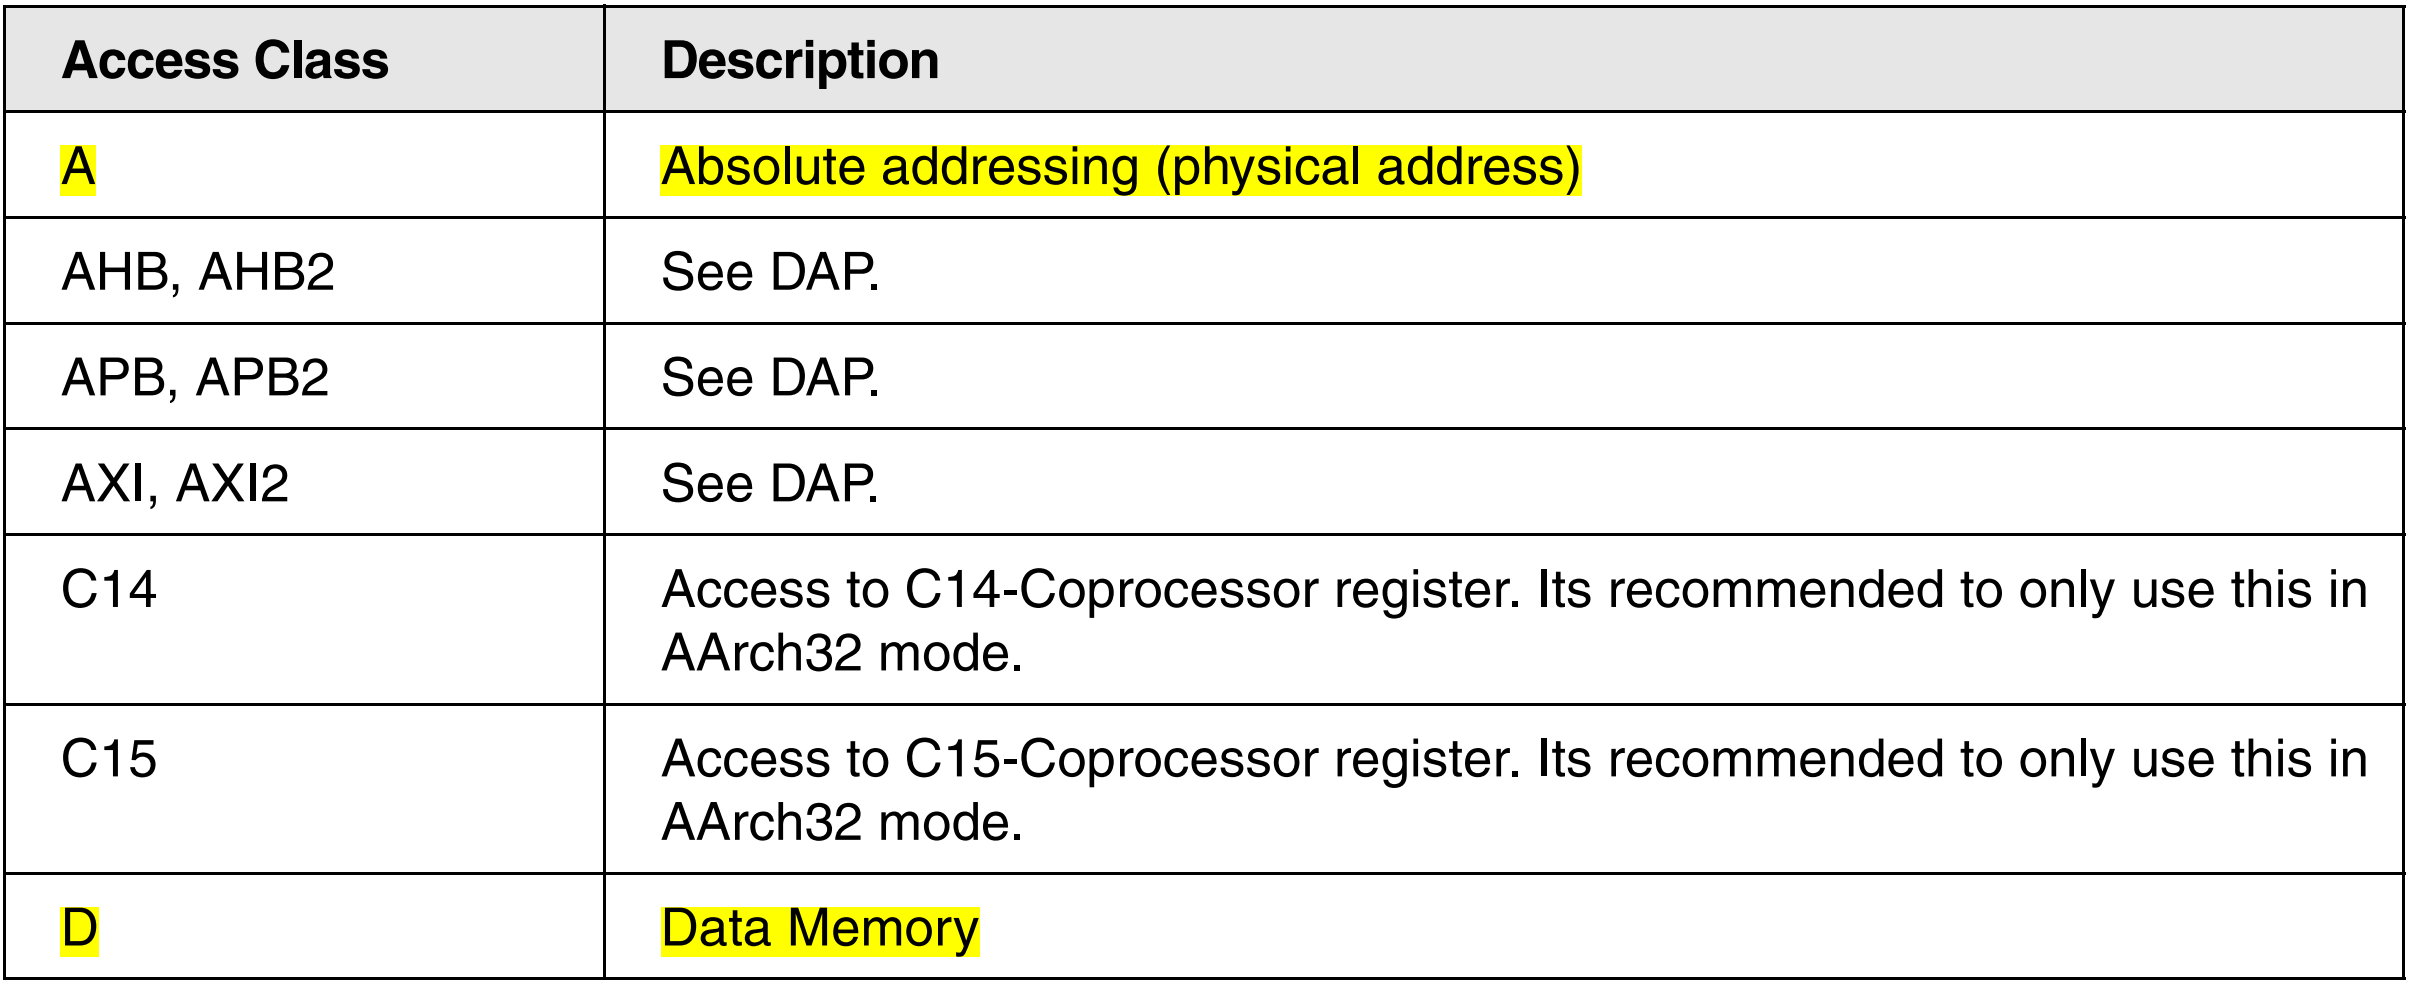 Access Class Description
A Absolute addressing (physical address)
AHB, AHB2 See DAP.
APB, APB2 See DAP.
AXI, AXI2 See DAP.
C14 Access to C14-Coprocessor register. Its recommended to only use this in
AArch32 mode.
C15 Access to C15-Coprocessor register. Its recommended to only use this in
AArch32 mode.
D Data Memory